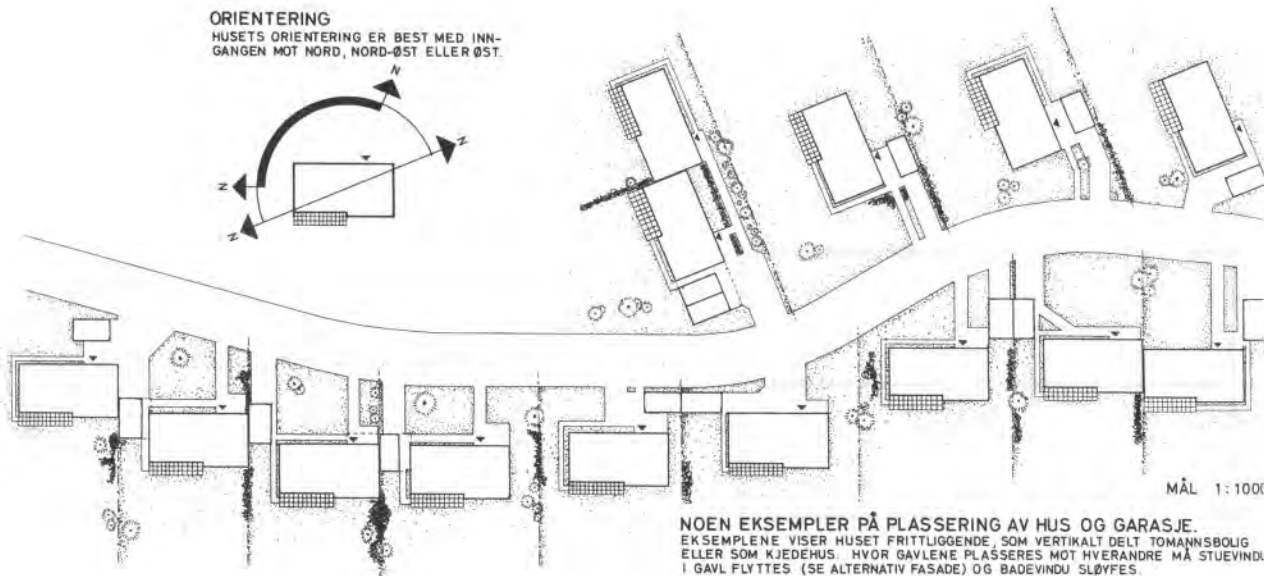 ORIENTERING
HUSETS ORIENTERING ER BEST MED INN-
GANGEN MOT NORD, NORD-ØST ELLER ØST.
N
N
N
N
MÅL 1:1000
NOEN EKSEMPLER PÅ PLASSERING AV HUS OG GARASJE.
EKSEMPLENE VISER HUSET FRITTLIGGENDE, SOM VERTIKALT DELT TOMANNSBOLIG
ELLER SOM KJEDEHUS. HVOR GAVLENE PLASSERES MOT HVERANDRE MÅ STUEVINDU
I GAVL FLYTTES (SE ALTERNATIV FASADE) OG BADEVINDU SLØYFES.